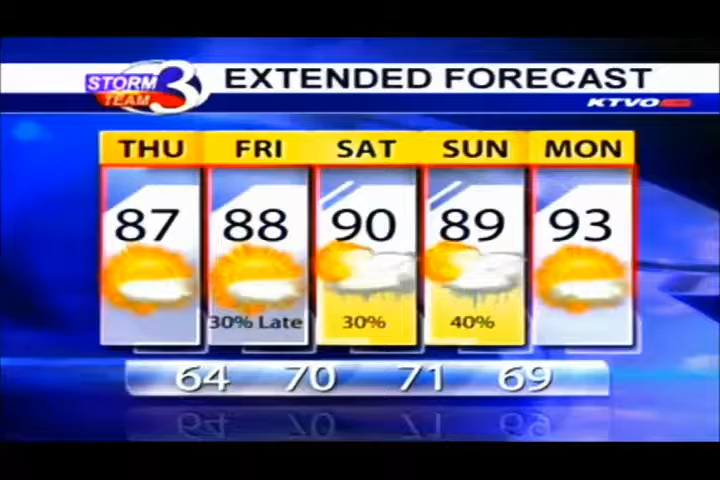 STORM
TEAM
3
EXTENDED FORECAST
KTVO
THU FRI SAT SUN MON
87 88 90 89 93
30% Late 30% 40%
64 70 71 69